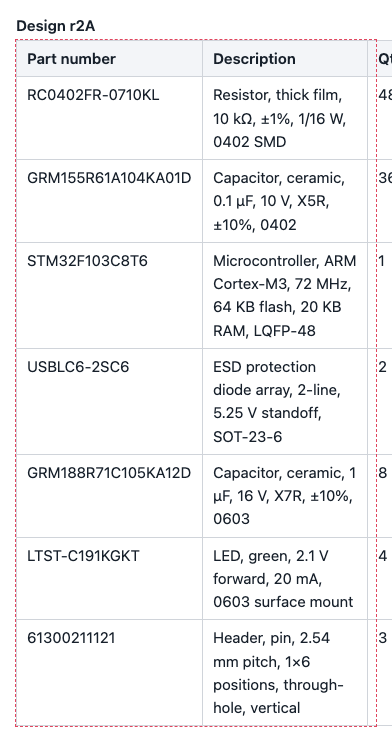 Design r2A
Part number Description
RC0402FR-0710KL Resistor, thick film,
10 kΩ, ±1%, 1/16 W,
0402 SMD
48
GRM155R61A104KA01D Capacitor, ceramic,
0.1 µF, 10 V, X5R,
±10%, 0402
36
STM32F103C8T6 Microcontroller, ARM
Cortex-M3, 72 MHz,
64 KB flash, 20 KB
RAM, LQFP-48
1
USBLC6-2SC6 ESD protection
diode array, 2-line,
5.25 V standoff,
SOT-23-6
2
GRM188R71C105KA12D Capacitor, ceramic, 1
µF, 16 V, X7R, ±10%,
0603
8
LTST-C191KGKT LED, green, 2.1 V
forward, 20 mA,
0603 surface mount
4
61300211121 Header, pin, 2.54
mm pitch, 1×6
positions, through-
hole, vertical
3